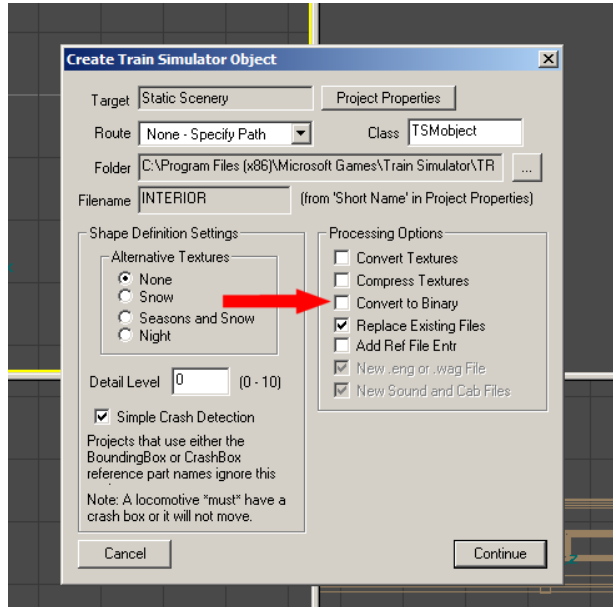 Create Train Simulator Object
Target Static Scenery Project Properties
Route None - Specify Path Class TSMobject
Folder C:\Program Files (x86)\Microsoft Games\Train Simulator\TR ...
Filename INTERIOR (from 'Short Name' in Project Properties)
Shape Definition Settings
Alternative Textures
None
Snow
Seasons and Snow
Night
Detail Level 0 (0 - 10)
Simple Crash Detection
Projects that use either the
BoundingBox or CrashBox
reference part names ignore this
Note: A locomotive *must* have a
crash box or it will not move.
Processing Options
Convert Textures
Compress Textures
Convert to Binary
Replace Existing Files
Add Ref File Entr
New .eng or .wag File
New Sound and Cab Files
Cancel Continue